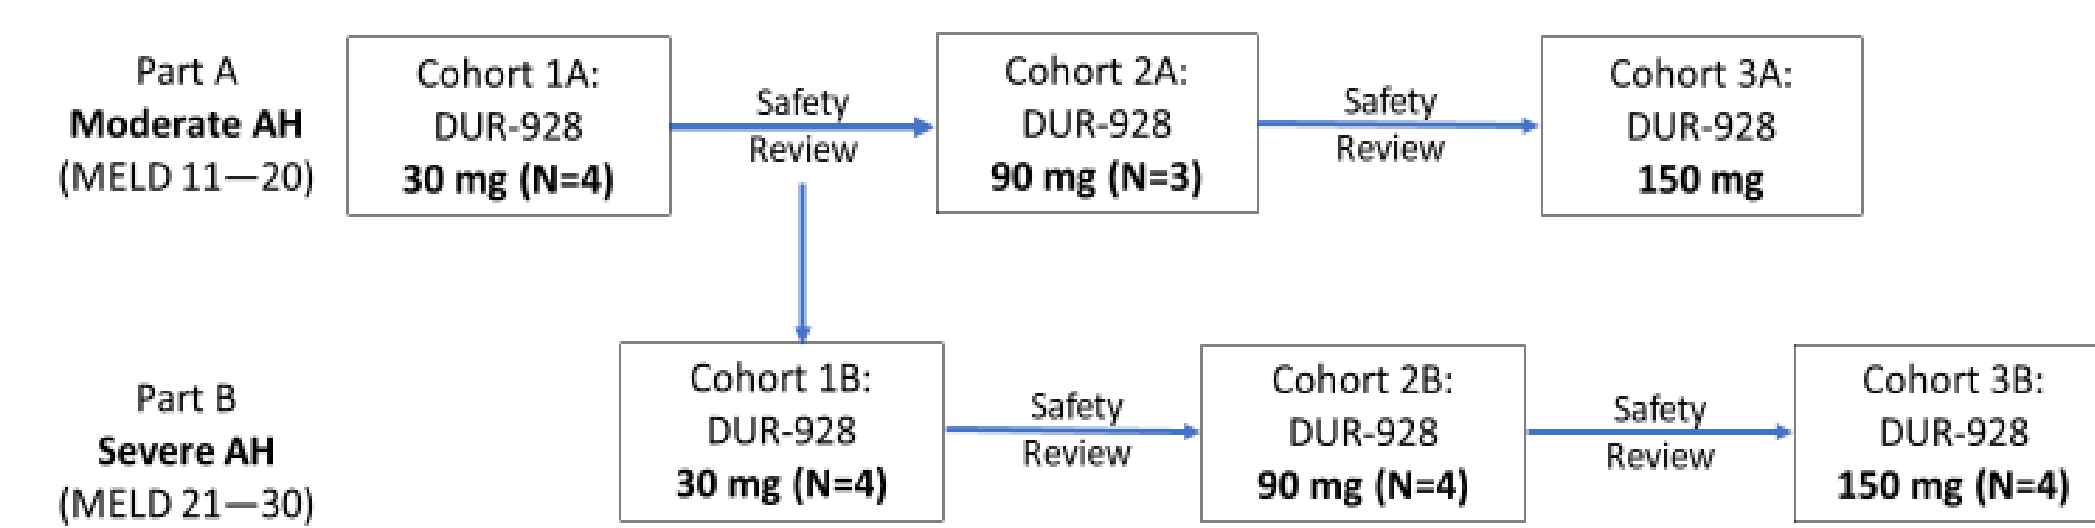 Part A
Moderate AH
(MELD 11—20)
Cohort 1A:
DUR-928
30 mg (N=4)
Safety
Review
Cohort 2A:
DUR-928
90 mg (N=3)
Safety
Review
Cohort 3A:
DUR-928
150 mg
Part B
Severe AH
(MELD 21—30)
Cohort 1B:
DUR-928
30 mg (N=4)
Safety
Review
Cohort 2B:
DUR-928
90 mg (N=4)
Safety
Review
Cohort 3B:
DUR-928
150 mg (N=4)